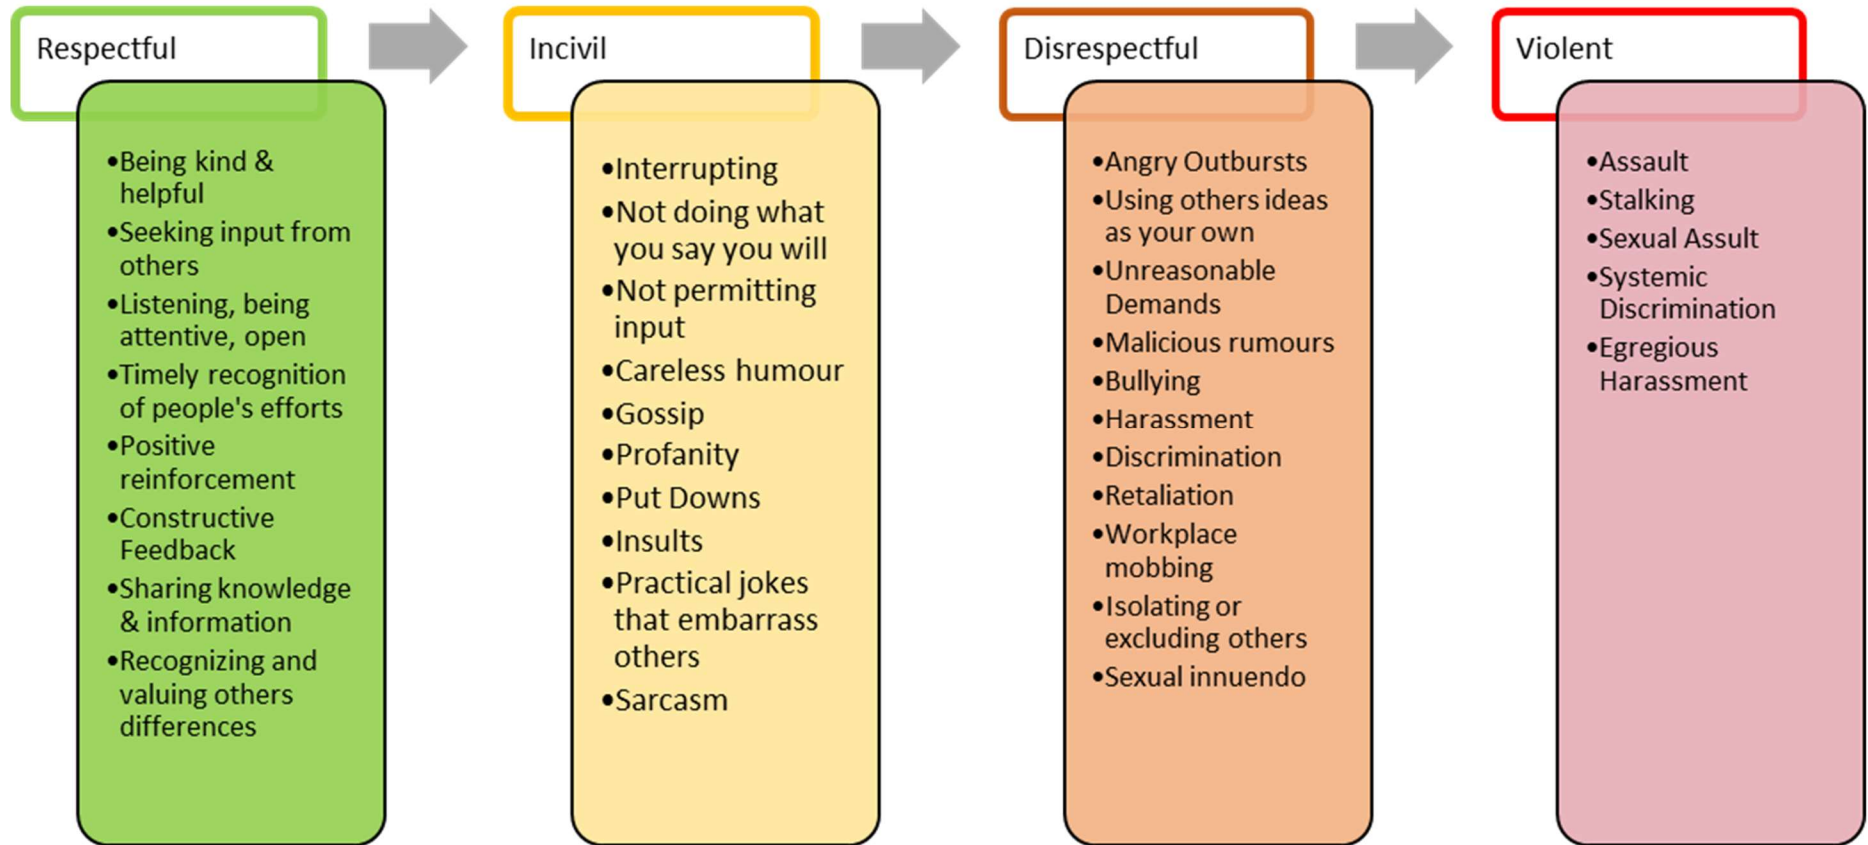 Respectful
•Being kind &
helpful
•Seeking input from
others
•Listening, being
attentive, open
•Timely recognition
of people's efforts
•Positive
reinforcement
•Constructive
Feedback
•Sharing knowledge
& information
•Recognizing and
valuing others
differences
Incivil
•Interrupting
•Not doing what
you say you will
•Not permitting
input
•Careless humour
•Gossip
•Profanity
•Put Downs
•Insults
•Practical jokes
that embarrass
others
•Sarcasm
Disrespectful
•Angry Outbursts
•Using others ideas
as your own
•Unreasonable
Demands
•Malicious rumours
•Bullying
•Harassment
•Discrimination
•Retaliation
•Workplace
mobbing
•Isolating or
excluding others
•Sexual innuendo
Violent
•Assault
•Stalking
•Sexual Assult
•Systemic
Discrimination
•Egregious
Harassment